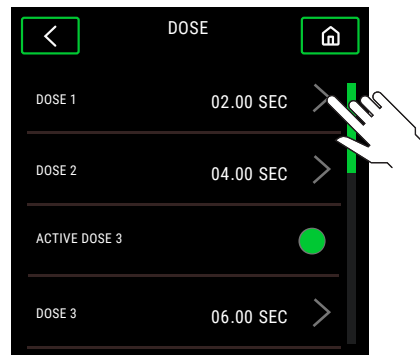 DOSE
DOSE 1 02.00 SEC
DOSE 2 04.00 SEC
ACTIVE DOSE 3
DOSE 3 06.00 SEC